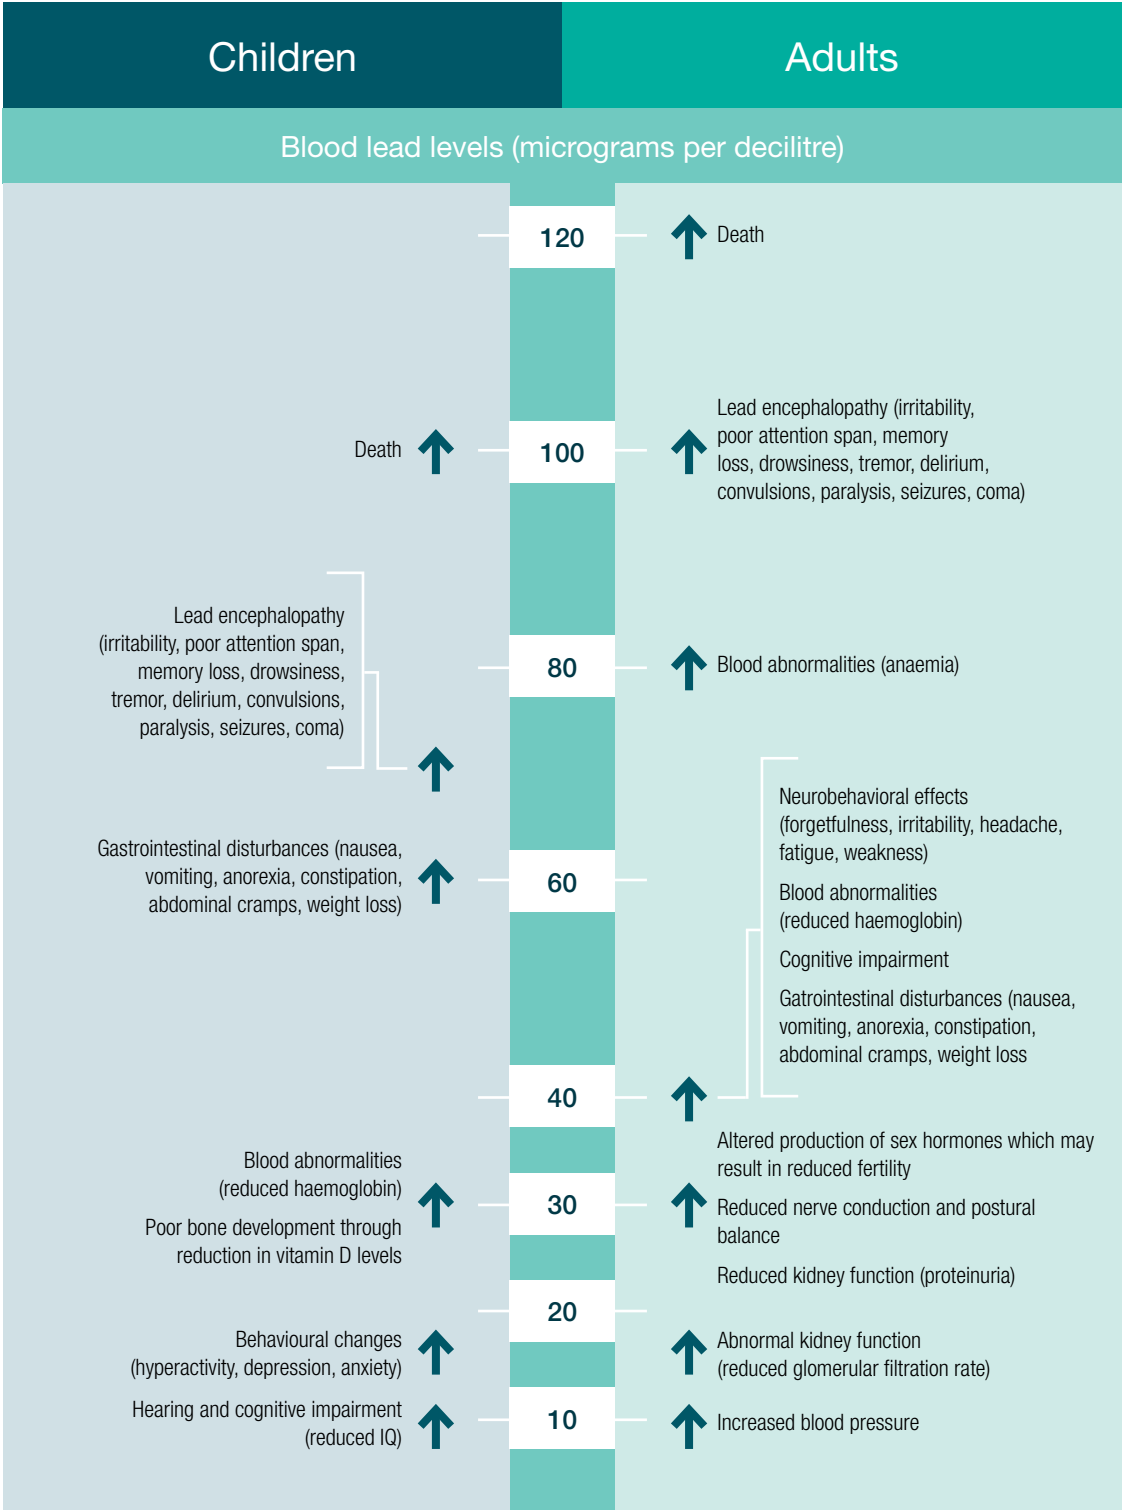 Children
Adults
Blood lead levels (micrograms per decilitre)
120
Death
Death
100
Lead encephalopathy (irritability,
poor attention span, memory
loss, drowsiness, tremor, delirium,
convulsions, paralysis, seizures, coma)
Lead encephalopathy
(irritability, poor attention span,
memory loss, drowsiness,
tremor, delirium, convulsions,
paralysis, seizures, coma)
80
Blood abnormalities (anaemia)
Gastrointestinal disturbances (nausea,
vomiting, anorexia, constipation,
abdominal cramps, weight loss)
60
Neurobehavioral effects
(forgetfulness, irritability, headache,
fatigue, weakness)
Blood abnormalities
(reduced haemoglobin)
Cognitive impairment
Gatrointestinal disturbances (nausea,
vomiting, anorexia, constipation,
abdominal cramps, weight loss
40
Blood abnormalities
(reduced haemoglobin)
Poor bone development through
reduction in vitamin D levels
30
Altered production of sex hormones which may
result in reduced fertility
Reduced nerve conduction and postural
balance
Reduced kidney function (proteinuria)
20
Behavioural changes
(hyperactivity, depression, anxiety)
Abnormal kidney function
(reduced glomerular filtration rate)
Hearing and cognitive impairment
(reduced IQ)
10
Increased blood pressure